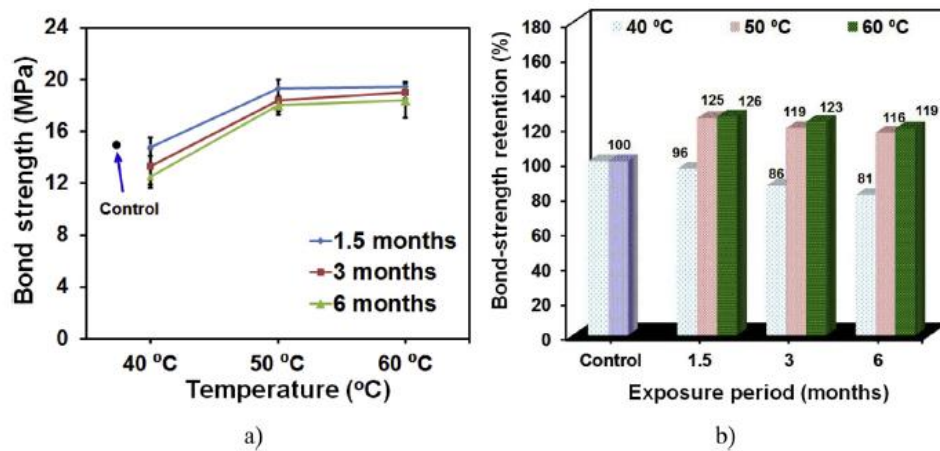 24
20
16
12
8
4
0
Bond strength (MPa)
Control
1.5 months
3 months
6 months
40 ºC
50 ºC
60 ºC
Temperature (ºC)
a)
180
160
140
120
100
80
60
40
20
0
Bond-strength retention (%)
40 ºC
50 ºC
60 ºC
100
96
125
126
86
119
123
81
116
119
Control
1.5
3
6
Exposure period (months)
b)